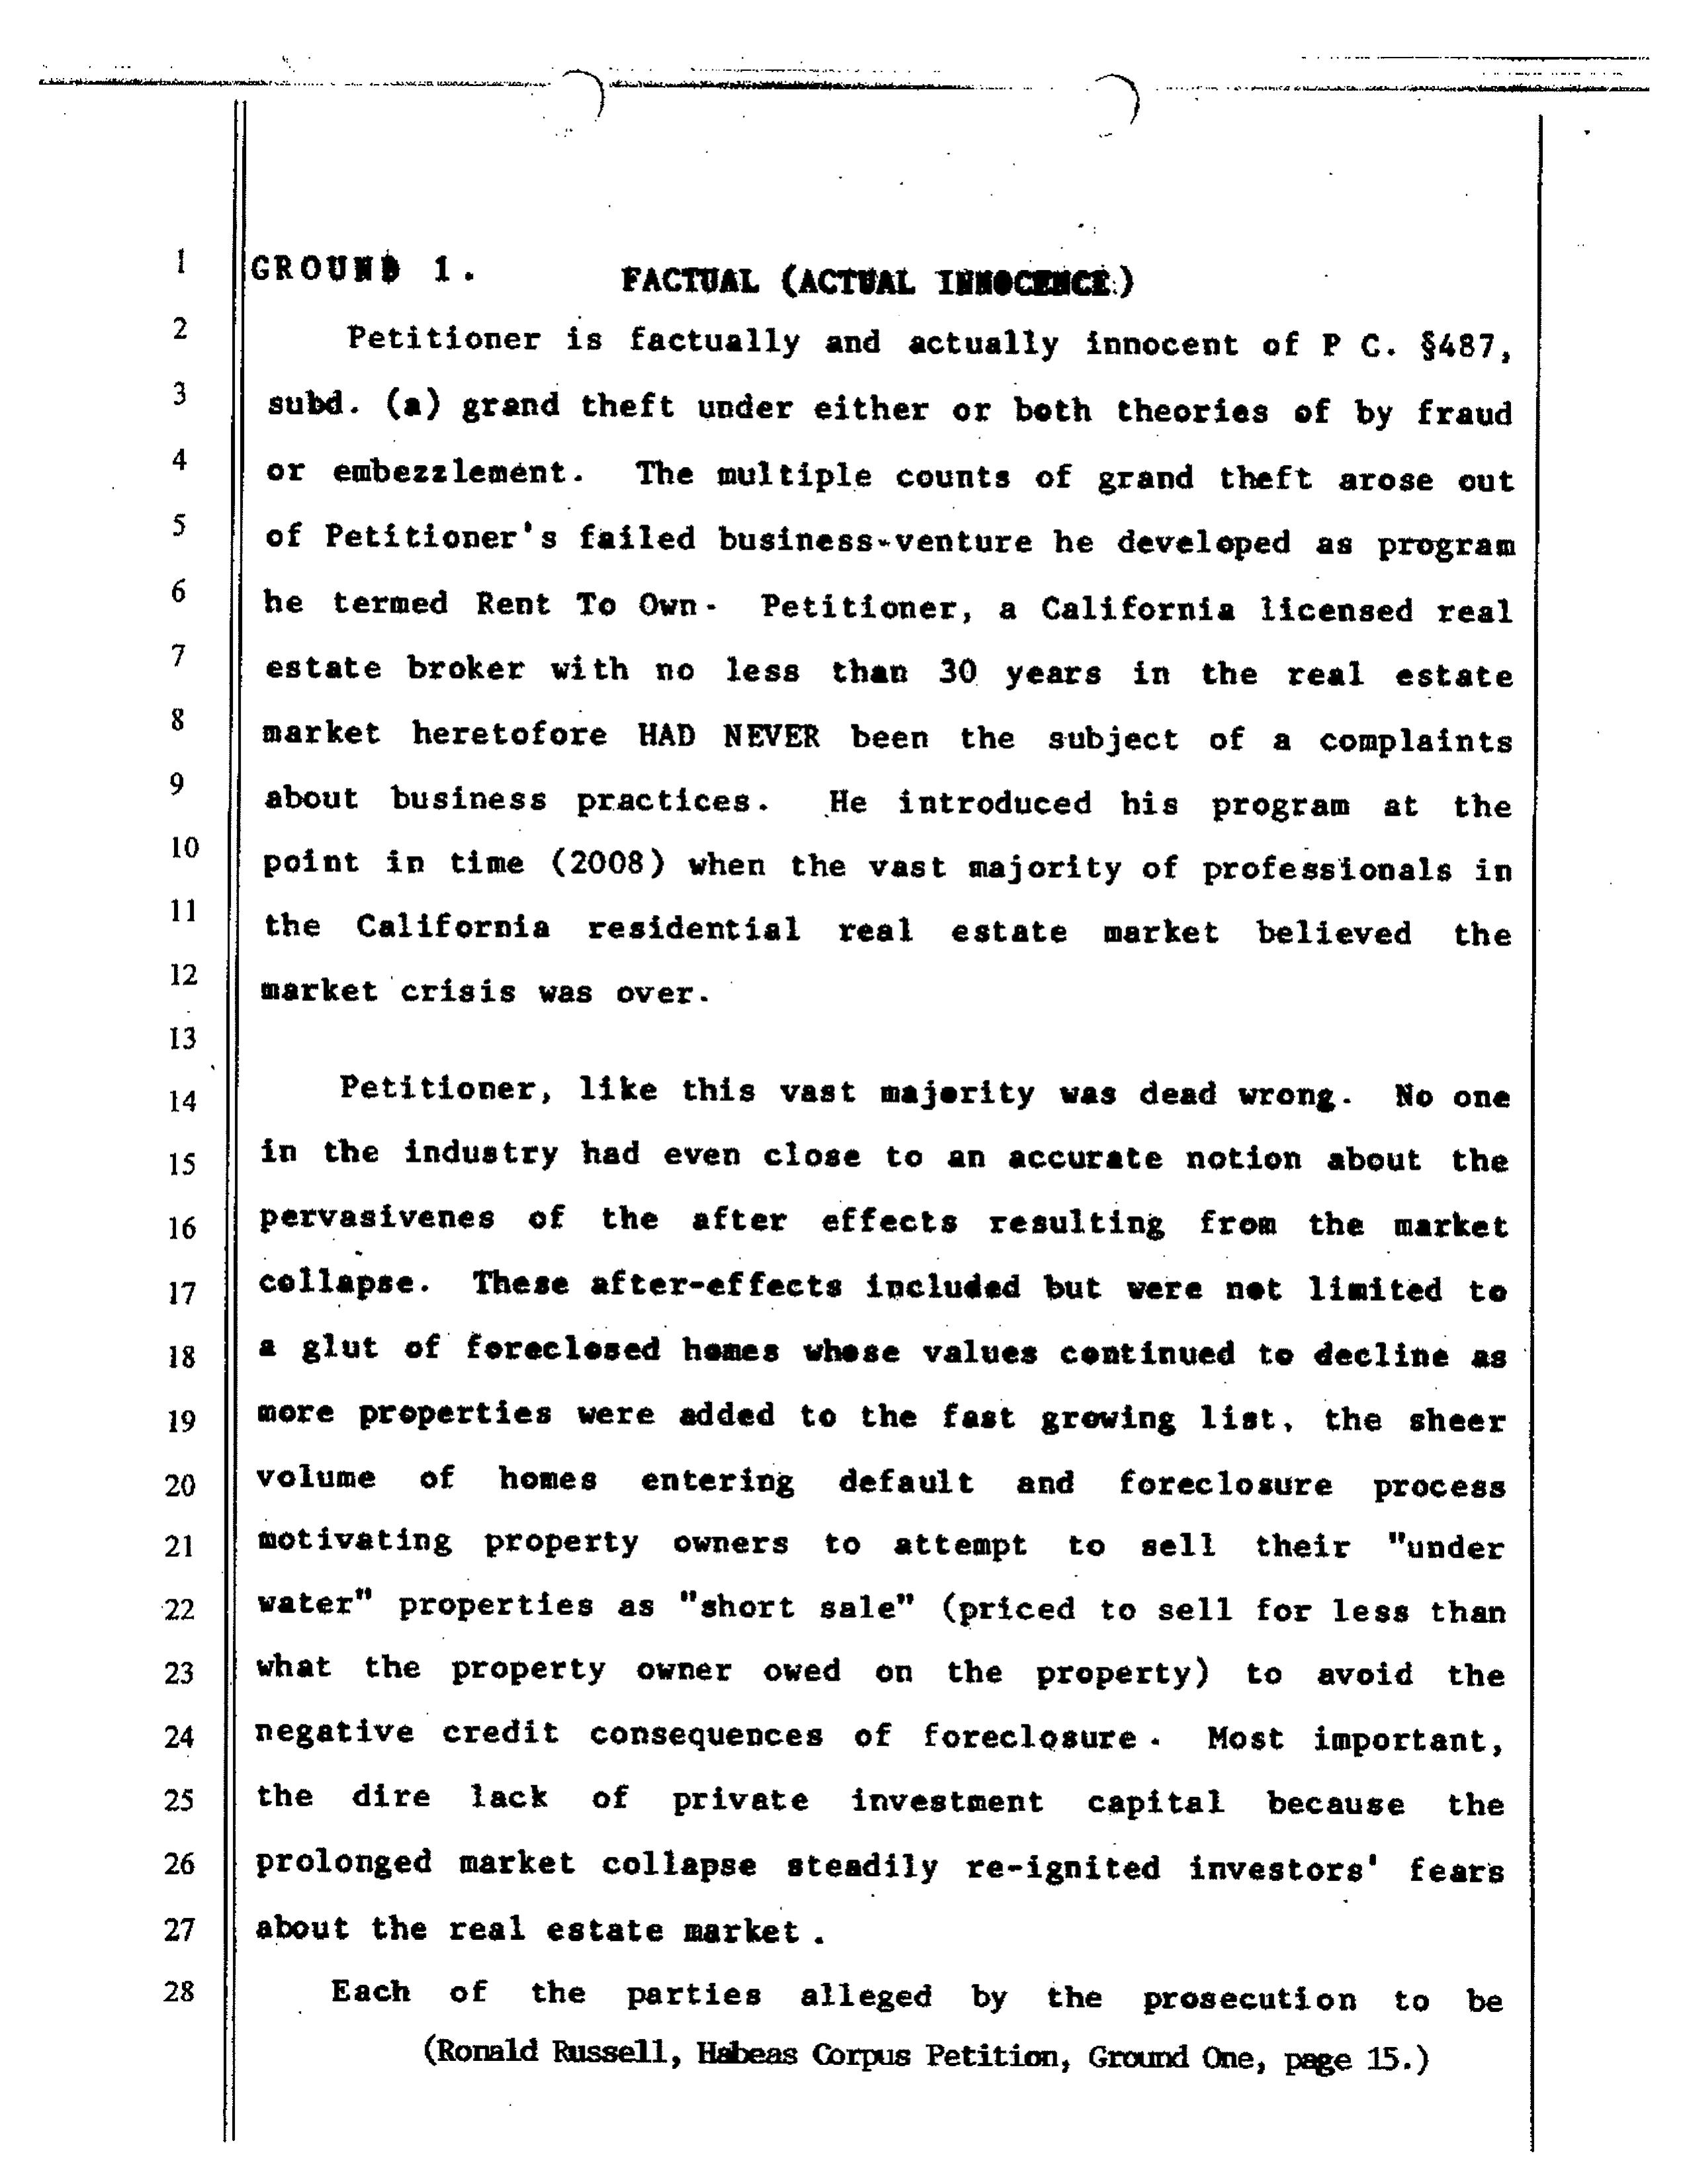 1 GROUND 1. FACTUAL (ACTUAL INNOCENCE.)
2 Petitioner is factually and actually innocent of P C. §487,
3 subd. (a) grand theft under either or both theories of by fraud
4 or embezzlement. The multiple counts of grand theft arose out
5 of Petitioner's failed business-venture he developed as program
6 he termed Rent To Own. Petitioner, a California licensed real
7 estate broker with no less than 30 years in the real estate
8 market heretofore HAD NEVER been the subject of a complaints
9 about business practices. He introduced his program at the
10 point in time (2008) when the vast majority of professionals in
11 the California residential real estate market believed the
12 market crisis was over.
13
14 Petitioner, like this vast majority was dead wrong. No one
15 in the industry had even close to an accurate notion about the
16 pervasivenes of the after effects resulting from the market
17 collapse. These after-effects included but were not limited to
18 a glut of foreclosed homes whose values continued to decline as
19 more properties were added to the fast growing list, the sheer
20 volume of homes entering default and foreclosure process
21 motivating property owners to attempt to sell their "under
22 water" properties as "short sale" (priced to sell for less than
23 what the property owner owed on the property) to avoid the
24 negative credit consequences of foreclosure. Most important,
25 the dire lack of private investment capital because the
26 prolonged market collapse steadily re-ignited investors' fears
27 about the real estate market.
28 Each of the parties alleged by the prosecution to be
(Ronald Russell, Habeas Corpus Petition, Ground One, page 15.)